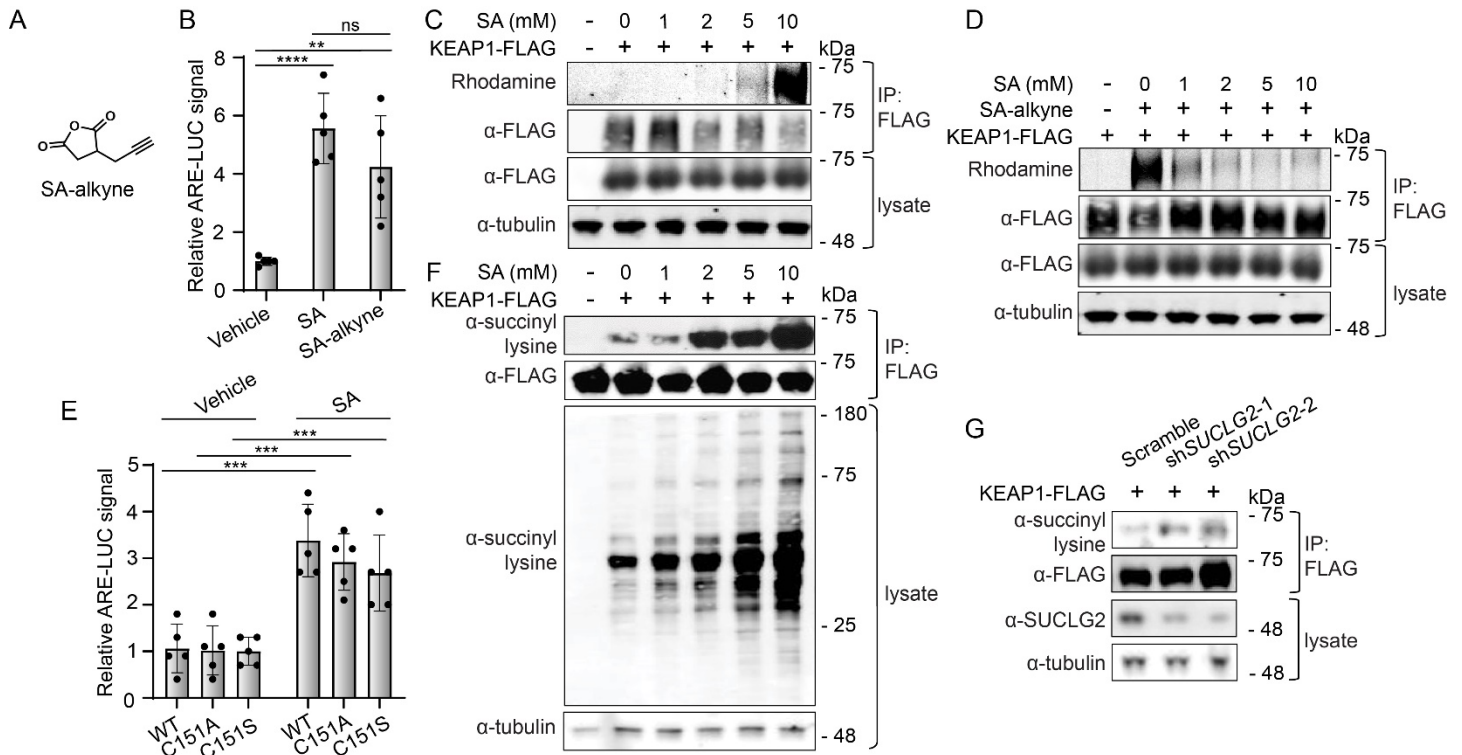 A
SA-alkyne
B
ns
**
****
Relative ARE-LUC signal
8
6
4
2
0
Vehicle
SA
SA-alkyne
C
SA (mM) - 0 1 2 5 10
KEAP1-FLAG - + + + + + kDa
Rhodamine
- 75
α-FLAG
IP:
FLAG
α-FLAG
α-tubulin
lysate
- 48
D
SA (mM) - 0 1 2 5 10
SA-alkyne - + + + + +
KEAP1-FLAG + + + + + + kDa
Rhodamine
- 75
- 75
α-FLAG
IP:
FLAG
- 75
α-FLAG
α-tubulin
lysate
- 48
E
Vehicle
SA
***
***
***
Relative ARE-LUC signal
5
4
3
2
1
0
WT
C151A
C151S
WT
C151A
C151S
F
SA (mM) - 0 1 2 5 10
KEAP1-FLAG - + + + + + kDa
α-succinyl
lysine
- 75
α-FLAG
- 75
IP:
FLAG
α-succinyl
lysine
- 180
- 75
- 25
lysate
α-tubulin
- 48
G
Scramble
shSUCLG2-1
shSUCLG2-2
KEAP1-FLAG + + + kDa
α-succinyl
lysine
- 75
α-FLAG
- 75
IP:
FLAG
α-SUCLG2
- 48
α-tubulin
- 48
lysate